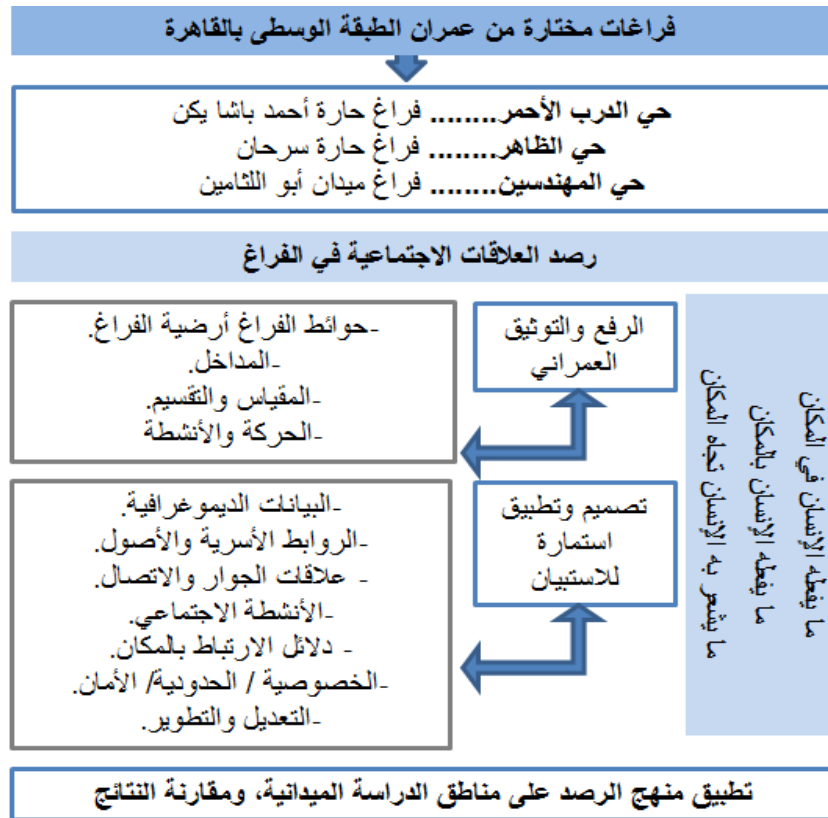 فراغات مختارة من عمران الطبقة الوسطى بالقاهرة
حي الدرب الأحمر........ فراغ حارة أحمد باشا يكن
حي الظاهر........ فراغ حارة سرحان
حي المهندسين........ فراغ ميدان أبو اللثامين
رصد العلاقات الاجتماعية في الفراغ
ما يفعله الإنسان في المكان
ما يفعله الإنسان بالمكان
ما يشعر به الإنسان تجاه المكان
الرفع والتوثيق
العمراني
-حوائط الفراغ أرضية الفراغ.
-المداخل.
-المقياس والتقسيم.
-الحركة والأنشطة
تصميم وتطبيق
استمارة
للاستبيان
-البيانات الديموغرافية.
-الروابط الأسرية والأصول.
- علاقات الجوار والاتصال.
-الأنشطة الاجتماعي.
- دلائل الارتباط بالمكان.
-الخصوصية / الحدودية/ الأمان.
-التعديل والتطوير.
تطبيق منهج الرصد على مناطق الدراسة الميدانية، ومقارنة النتائج